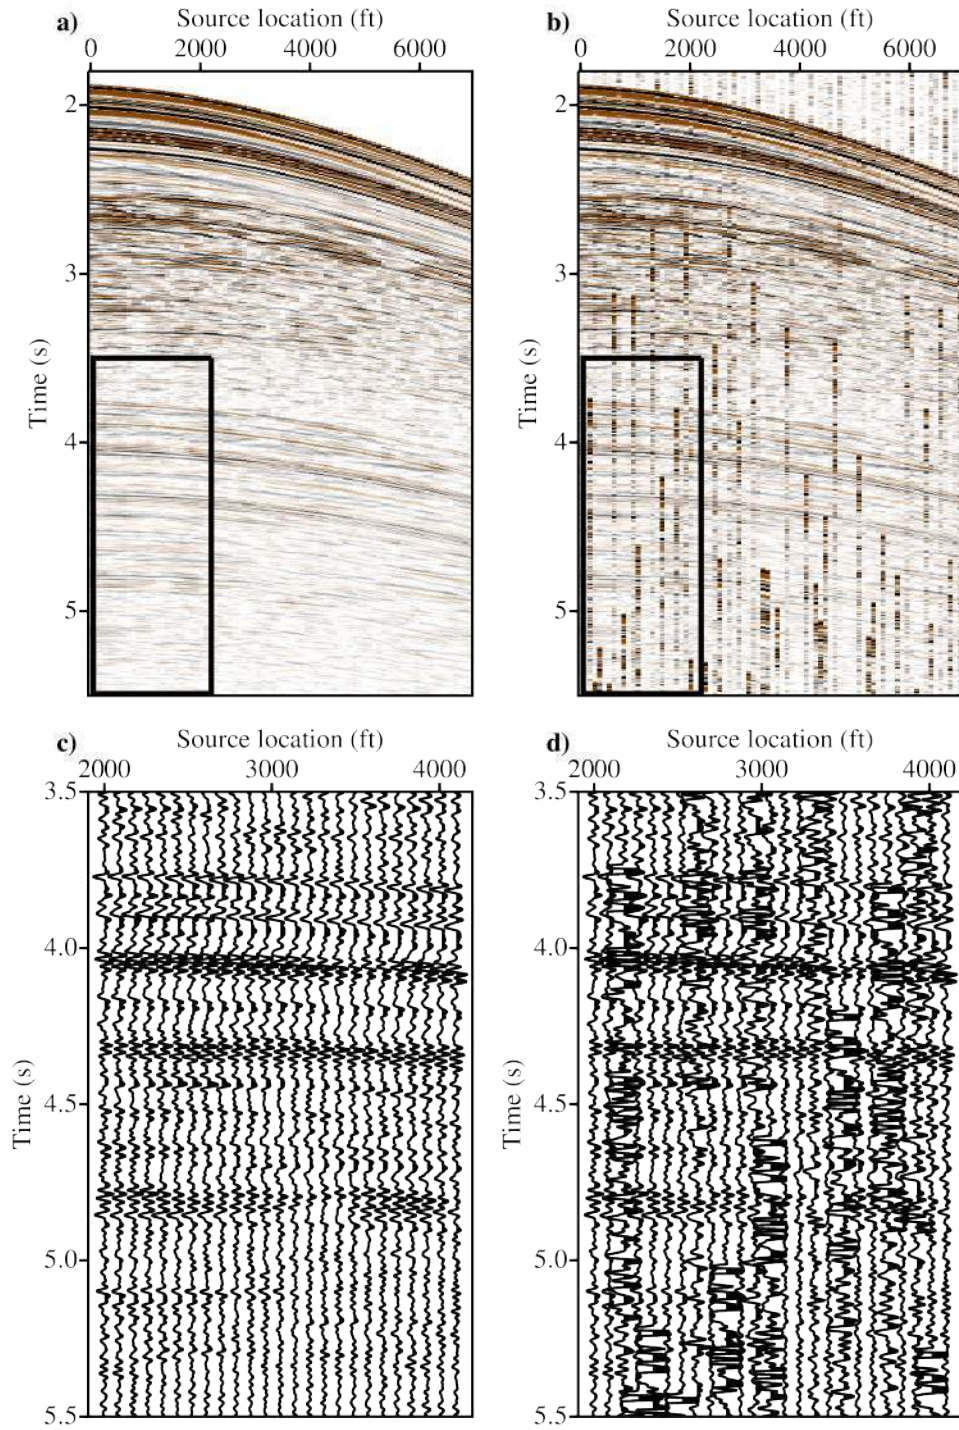 a) Source location (ft)
0 2000 4000 6000
2
3
4
5
Time (s)
b) Source location (ft)
0 2000 4000 6000
2
3
4
5
Time (s)
c) Source location (ft)
2000 3000 4000
3.5
4.0
4.5
5.0
5.5
Time (s)
d) Source location (ft)
2000 3000 4000
3.5
4.0
4.5
5.0
5.5
Time (s)